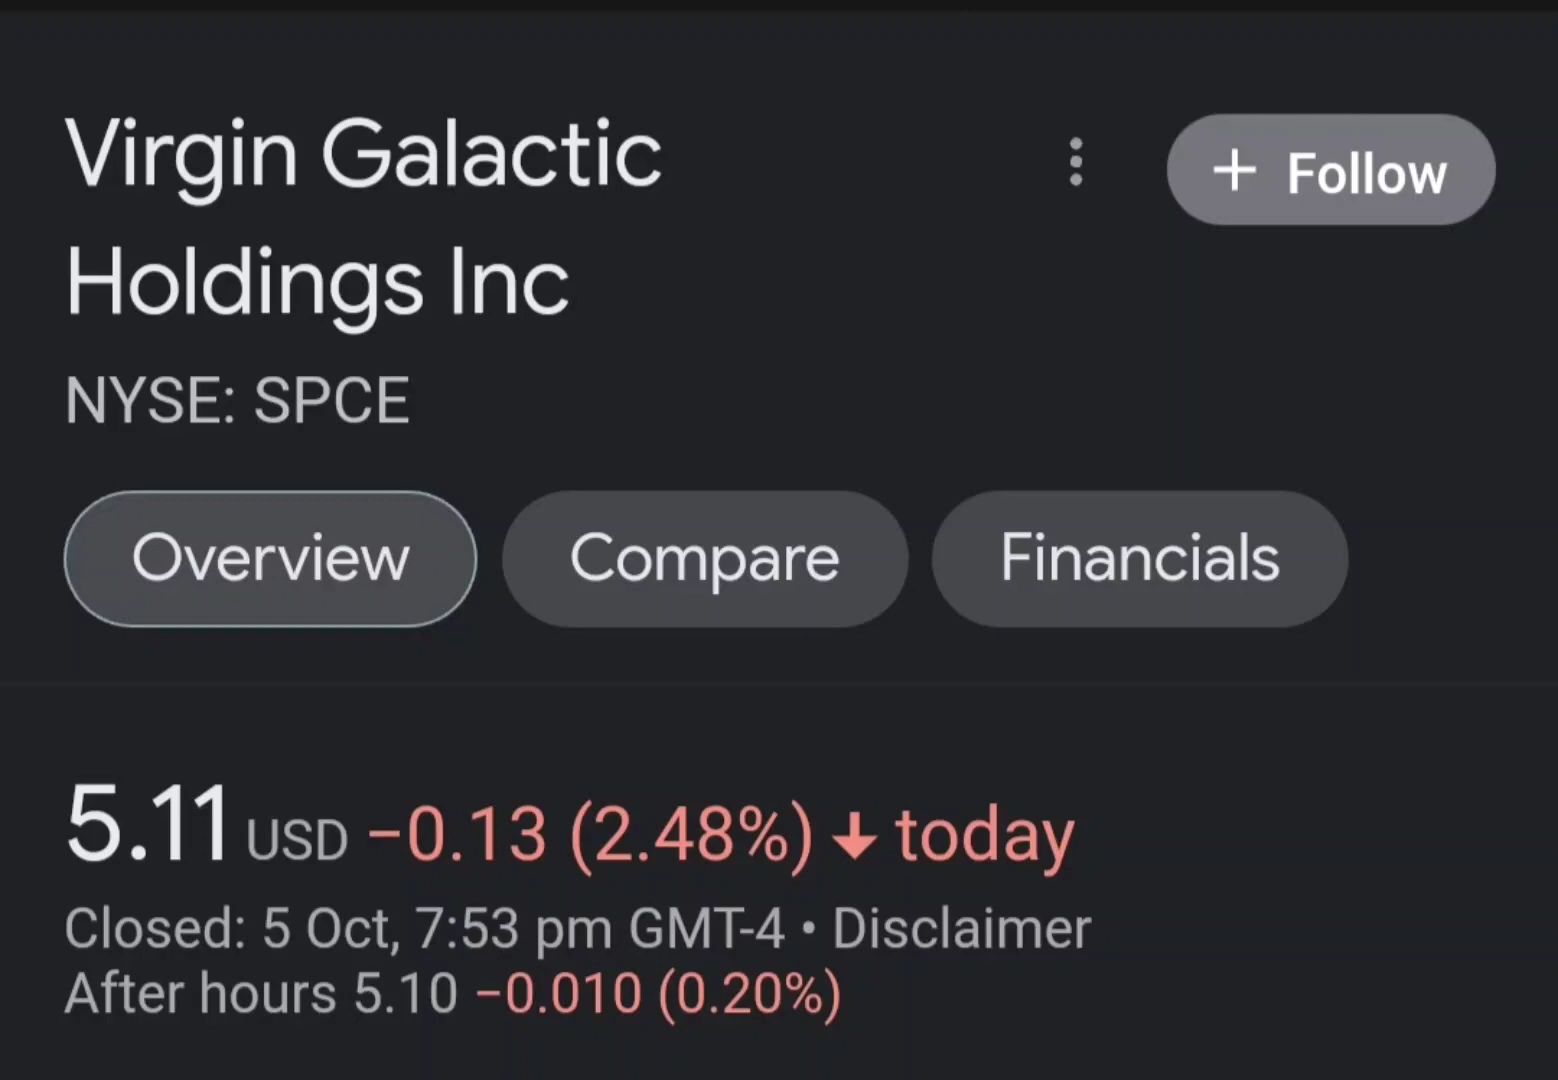 Virgin Galactic
Holdings Inc
+ Follow
NYSE: SPCE
Overview Compare Financials
5.11 USD −0.13 (2.48%) ↓ today
Closed: 5 Oct, 7:53 pm GMT-4 • Disclaimer
After hours 5.10 −0.010 (0.20%)